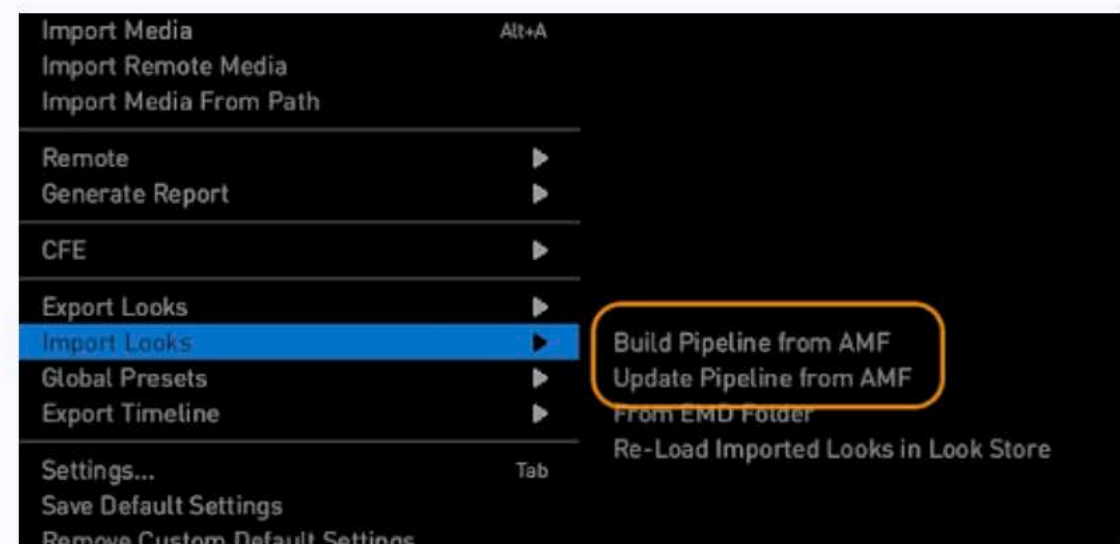 Import Media Alt+A
Import Remote Media
Import Media From Path
Remote
Generate Report
CFE
Export Looks
Import Looks
Global Presets
Export Timeline
Settings... Tab
Save Default Settings
Remove Custom Default Settings
Build Pipeline from AMF
Update Pipeline from AMF
From EMD Folder
Re-Load Imported Looks in Look Store